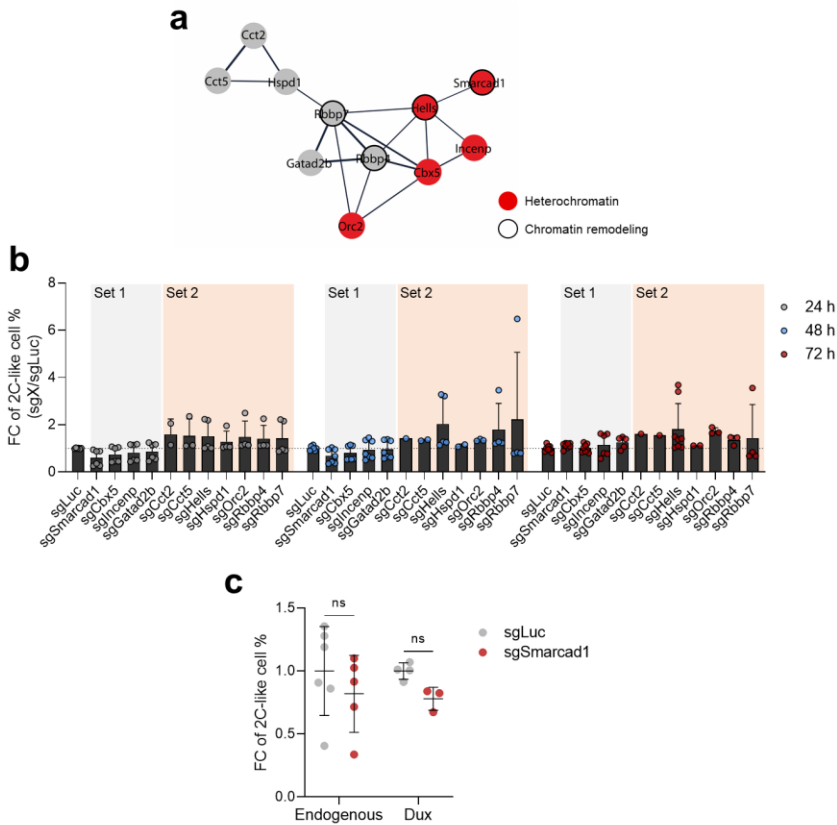 a
Cct2
Cct5
Hspd1
Smarcad1
Rbbp7
Hells
Gatad2b
Rbbp4
Incenp
Cbx5
Orc2
Heterochromatin
Chromatin remodeling
b
FC of 2C-like cell %
(sgX/sgLuc)
8
6
4
2
0
Set 1
Set 2
Set 1
Set 2
Set 1
Set 2
24 h
48 h
72 h
sgLuc
sgSmarcad1
sgCbx5
sgIncenp
sgGatad2b
sgCct2
sgCct5
sgHells
sgHspd1
sgOrc2
sgRbbp4
sgRbbp7
sgLuc
sgSmarcad1
sgCbx5
sgIncenp
sgGatad2b
sgCct2
sgCct5
sgHells
sgHspd1
sgOrc2
sgRbbp4
sgRbbp7
sgLuc
sgSmarcad1
sgCbx5
sgIncenp
sgGatad2b
sgCct2
sgCct5
sgHells
sgHspd1
sgOrc2
sgRbbp4
sgRbbp7
c
FC of 2C-like cell %
1.5
1.0
0.5
0.0
ns
ns
sgLuc
sgSmarcad1
Endogenous
Dux